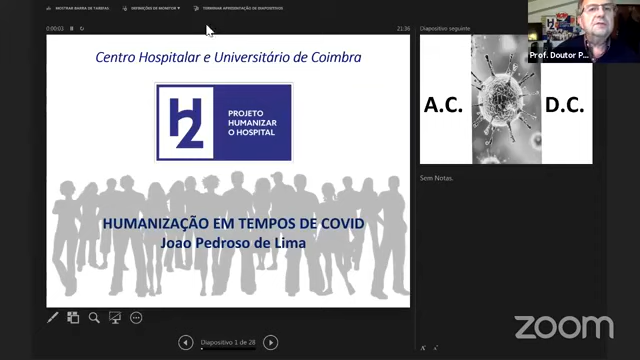 MOSTRAR BARRA DE TAREFAS
DEFINIÇÕES DE MONITOR
TERMINAR APRESENTAÇÃO DE DIAPOSITIVOS
0:00:03
21:36
Diapositivo seguinte
Prof. Doutor P...
Centro Hospitalar e Universitário de Coimbra
H2
PROJETO
HUMANIZAR
O HOSPITAL
A.C.
D.C.
Sem Notas.
HUMANIZAÇÃO EM TEMPOS DE COVID
Joao Pedroso de Lima
Diapositivo 1 de 28
zoom